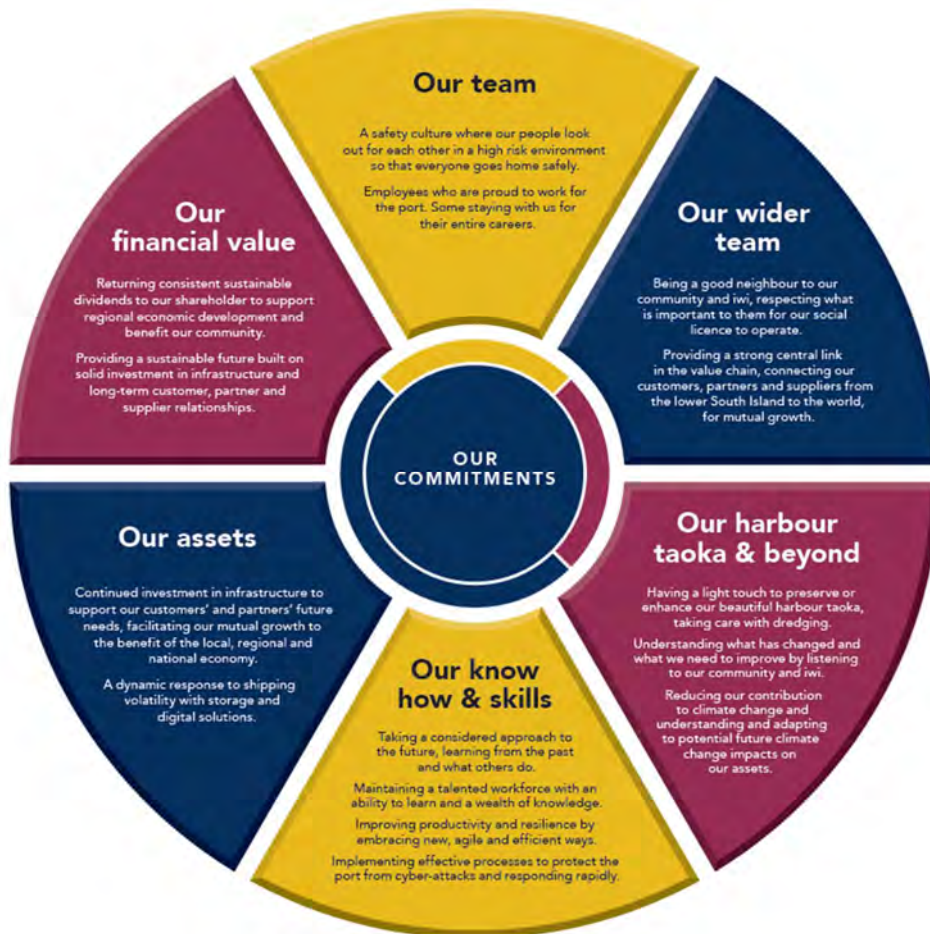 Our team
A safety culture where our people look
out for each other in a high risk environment
so that everyone goes home safely.
Employees who are proud to work for
the port. Some staying with us for
their entire careers.
Our wider
team
Being a good neighbour to our
community and iwi, respecting what
is important to them for our social
licence to operate.
Providing a strong central link
in the value chain, connecting our
customers, partners and suppliers from
the lower South Island to the world,
for mutual growth.
Our harbour
taoka & beyond
Having a light touch to preserve or
enhance our beautiful harbour taoka,
taking care with dredging.
Understanding what has changed and
what we need to improve by listening
to our community and iwi.
Reducing our contribution
to climate change and
understanding and adapting
to potential future climate
change impacts on
our assets.
Our know
how & skills
Taking a considered approach to
the future, learning from the past
and what others do.
Maintaining a talented workforce with an
ability to learn and a wealth of knowledge.
Improving productivity and resilience by
embracing new, agile and efficient ways.
Implementing effective processes to protect the
port from cyber-attacks and responding rapidly.
Our assets
Continued investment in infrastructure to
support our customers' and partners' future
needs, facilitating our mutual growth to
the benefit of the local, regional and
national economy.
A dynamic response to shipping
volatility with storage and
digital solutions.
Our
financial value
Returning consistent sustainable
dividends to our shareholder to support
regional economic development and
benefit our community.
Providing a sustainable future built on
solid investment in infrastructure and
long-term customer, partner and
supplier relationships.
OUR
COMMITMENTS